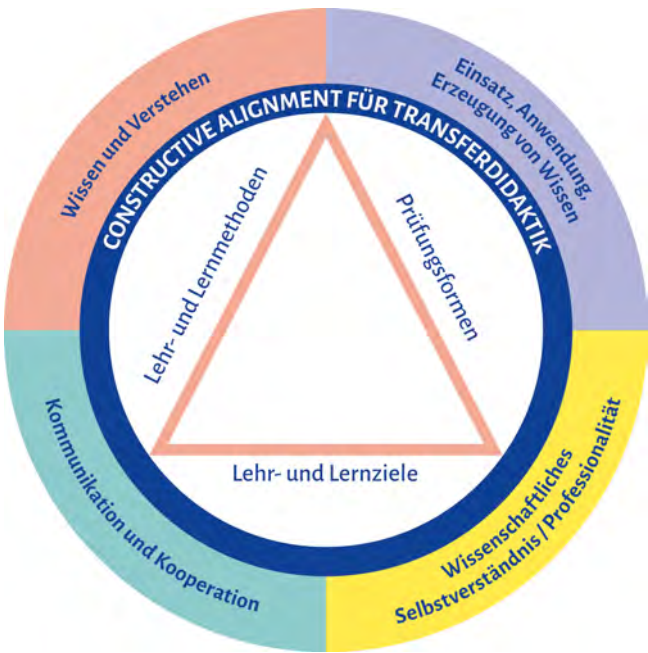 Wissen und Verstehen
Einsatz, Anwendung,
Erzeugung von Wissen
CONSTRUCTIVE ALIGNMENT FÜR TRANSFERDIDAKTIK
Lehr- und Lernmethoden
Prüfungsformen
Lehr- und Lernziele
Kommunikation und Kooperation
Wissenschaftliches
Selbstverständnis / Professionalität